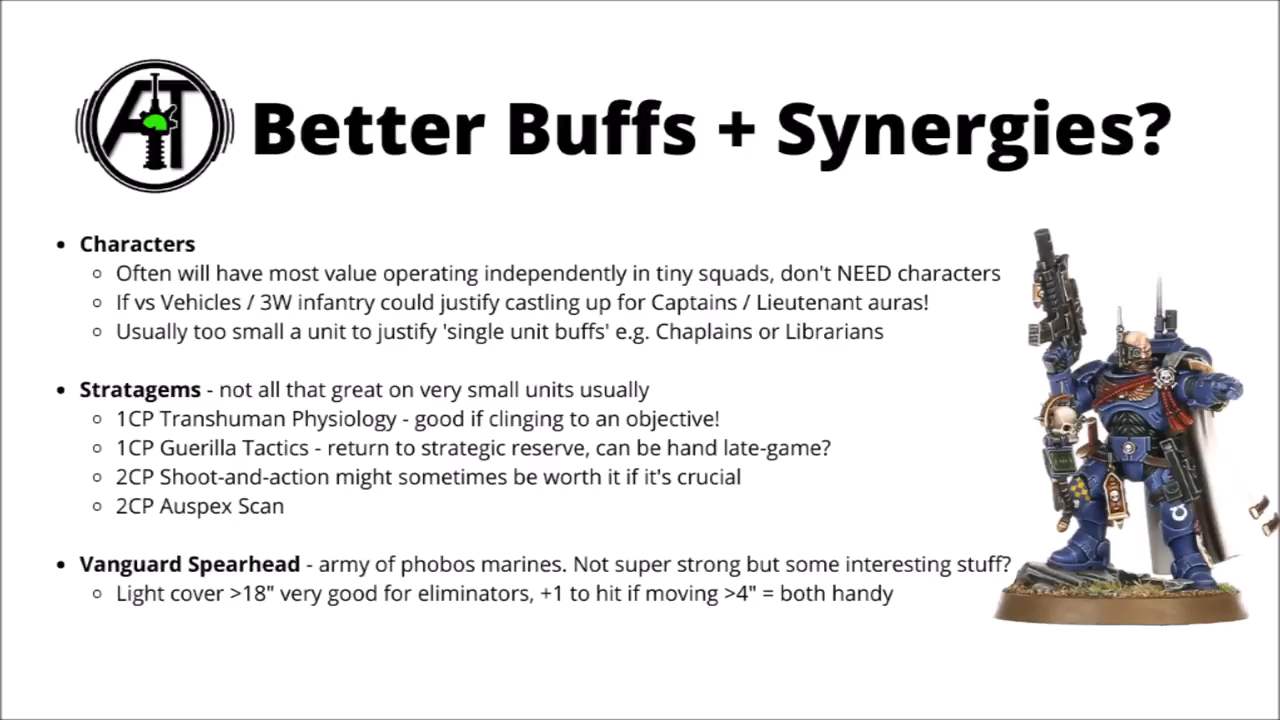 AT
Better Buffs + Synergies?
• Characters
○ Often will have most value operating independently in tiny squads, don't NEED characters
○ If vs Vehicles / 3W infantry could justify castling up for Captains / Lieutenant auras!
○ Usually too small a unit to justify 'single unit buffs' e.g. Chaplains or Librarians
• Stratagems - not all that great on very small units usually
○ 1CP Transhuman Physiology - good if clinging to an objective!
○ 1CP Guerilla Tactics - return to strategic reserve, can be hand late-game?
○ 2CP Shoot-and-action might sometimes be worth it if it's crucial
○ 2CP Auspex Scan
• Vanguard Spearhead - army of phobos marines. Not super strong but some interesting stuff?
○ Light cover >18" very good for eliminators, +1 to hit if moving >4" = both handy